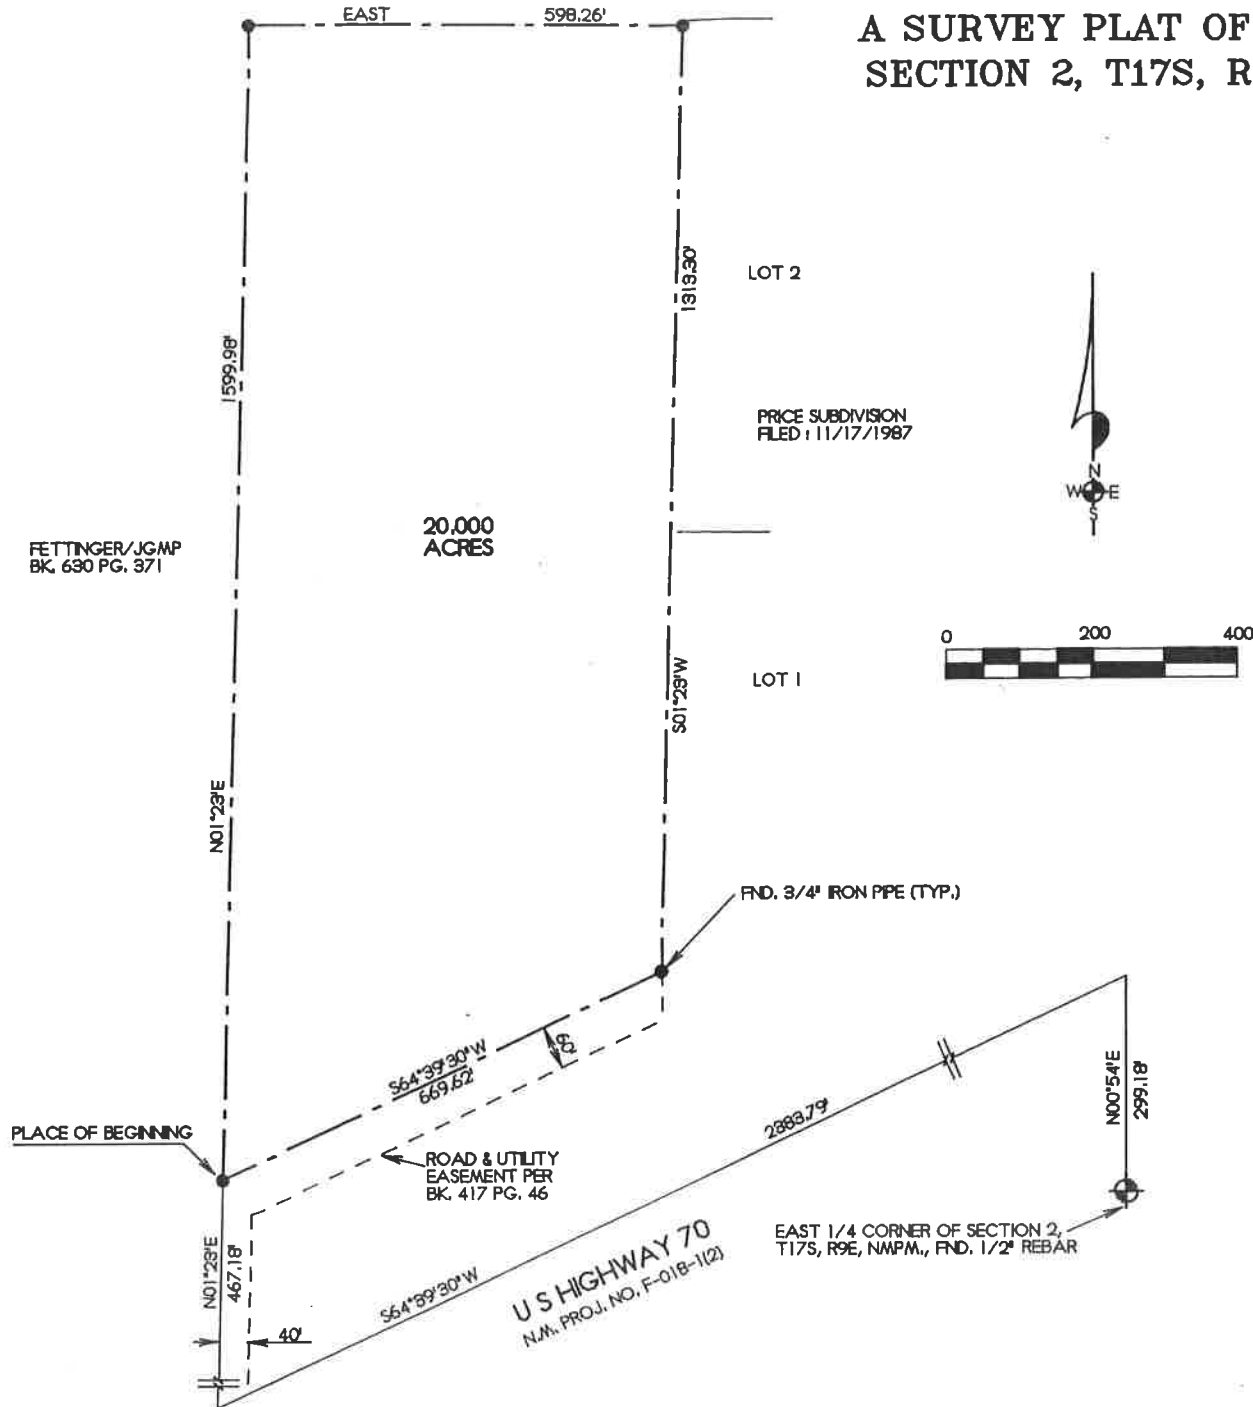 EAST 598.26'
A SURVEY PLAT OF
SECTION 2, T17S, R
1313.30'
LOT 2
1599.98'
PRICE SUBDIVISION
FILED : 11/17/1987
N
W E
S
20.000
ACRES
FETTINGER/JGMP
BK. 630 PG. 371
0 200 400
S01°23'W
LOT 1
N01°23'E
FND. 3/4" IRON PIPE (TYP.)
60'
S64°39'30"W
669.62'
N00°54'E
299.18'
2383.79'
PLACE OF BEGINNING
ROAD & UTILITY
EASEMENT PER
BK. 417 PG. 46
EAST 1/4 CORNER OF SECTION 2,
T17S, R9E, NMPM., FND. 1/2" REBAR
N01°23'E
467.18'
S64°39'30"W
U S HIGHWAY 70
N.M. PROJ. NO. F-018-1(2)
40'